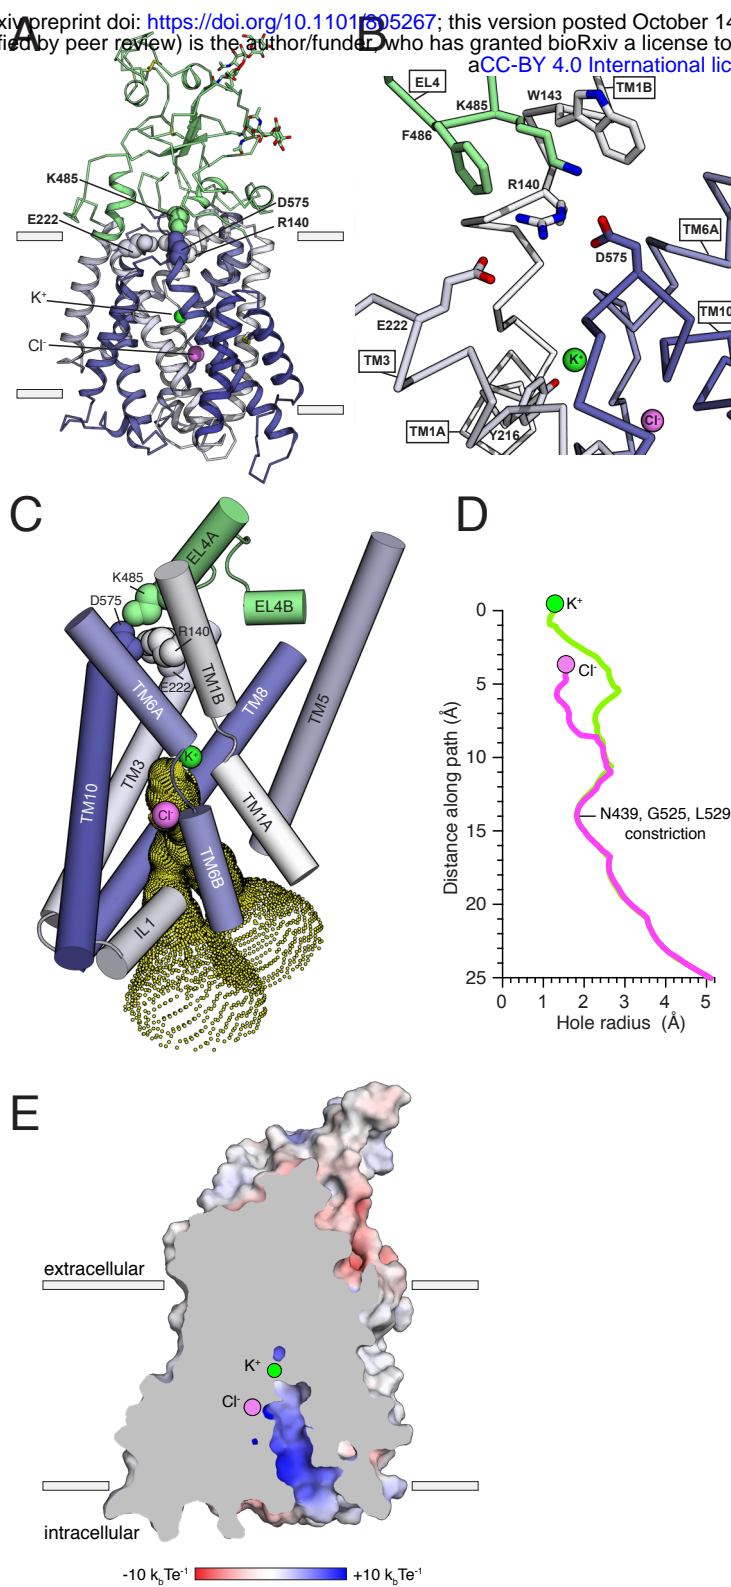 xiv preprint doi: https://doi.org/10.1101/805267; this version posted October 14
fied by peer review) is the author/funder, who has granted bioRxiv a license to
aCC-BY 4.0 International lic
A
K485
E222
D575
R140
K+
Cl-
B
EL4
K485
W143
TM1B
F486
R140
TM6A
D575
E222
TM10
TM3
K+
Cl-
TM1A
Y216
C
EL4A
K485
D575
EL4B
R140
E222
TM6A
TM1B
TM8
TM5
K+
TM3
TM10
Cl-
TM1A
TM6B
IL1
D
0
K+
Cl-
5
10
N439, G525, L529
constriction
15
20
25
Distance along path (Å)
0 1 2 3 4 5
Hole radius (Å)
E
extracellular
K+
Cl-
intracellular
-10 kbTe-1 +10 kbTe-1